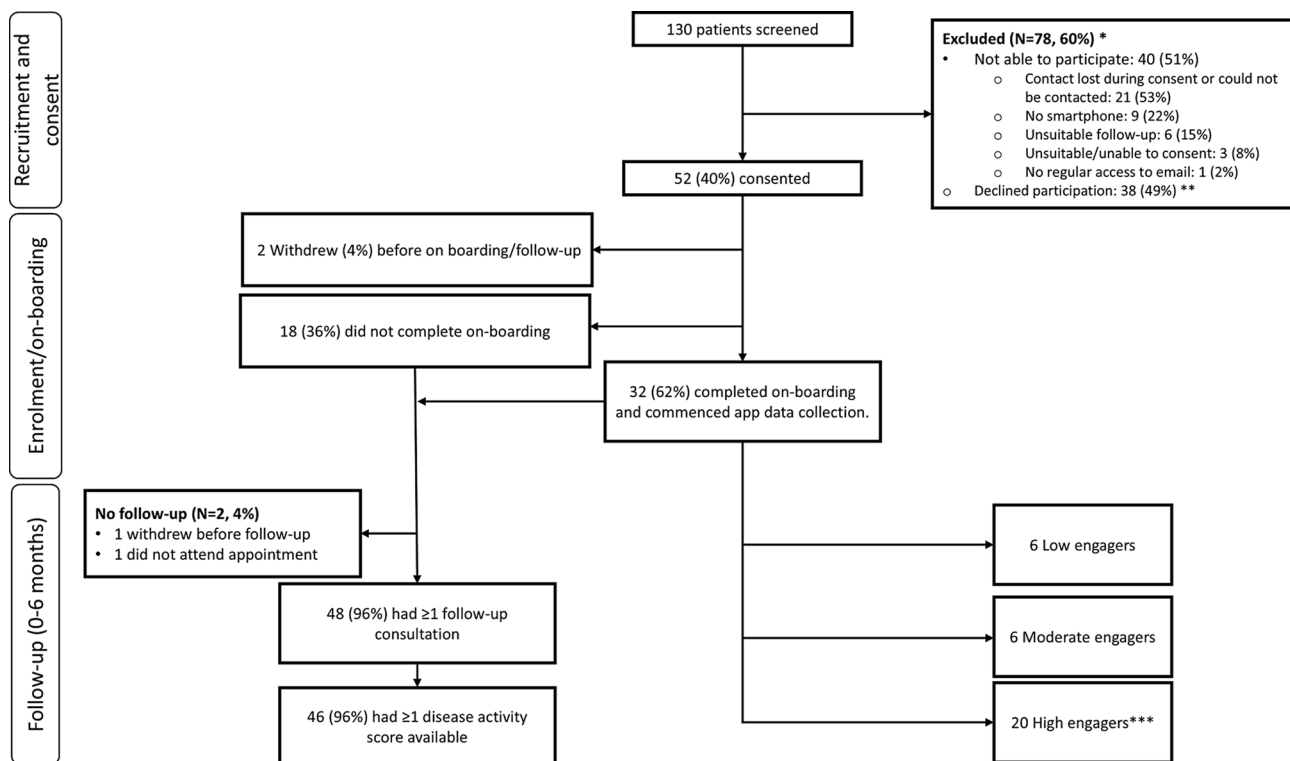 Recruitment and
consent
130 patients screened
Excluded (N=78, 60%) *
• Not able to participate: 40 (51%)
o Contact lost during consent or could not
be contacted: 21 (53%)
o No smartphone: 9 (22%)
o Unsuitable follow-up: 6 (15%)
o Unsuitable/unable to consent: 3 (8%)
o No regular access to email: 1 (2%)
o Declined participation: 38 (49%) **
52 (40%) consented
Enrolment/on-boarding
2 Withdrew (4%) before on boarding/follow-up
18 (36%) did not complete on-boarding
32 (62%) completed on-boarding
and commenced app data collection.
Follow-up (0-6 months)
No follow-up (N=2, 4%)
• 1 withdrew before follow-up
• 1 did not attend appointment
48 (96%) had ≥1 follow-up
consultation
46 (96%) had ≥1 disease activity
score available
6 Low engagers
6 Moderate engagers
20 High engagers***